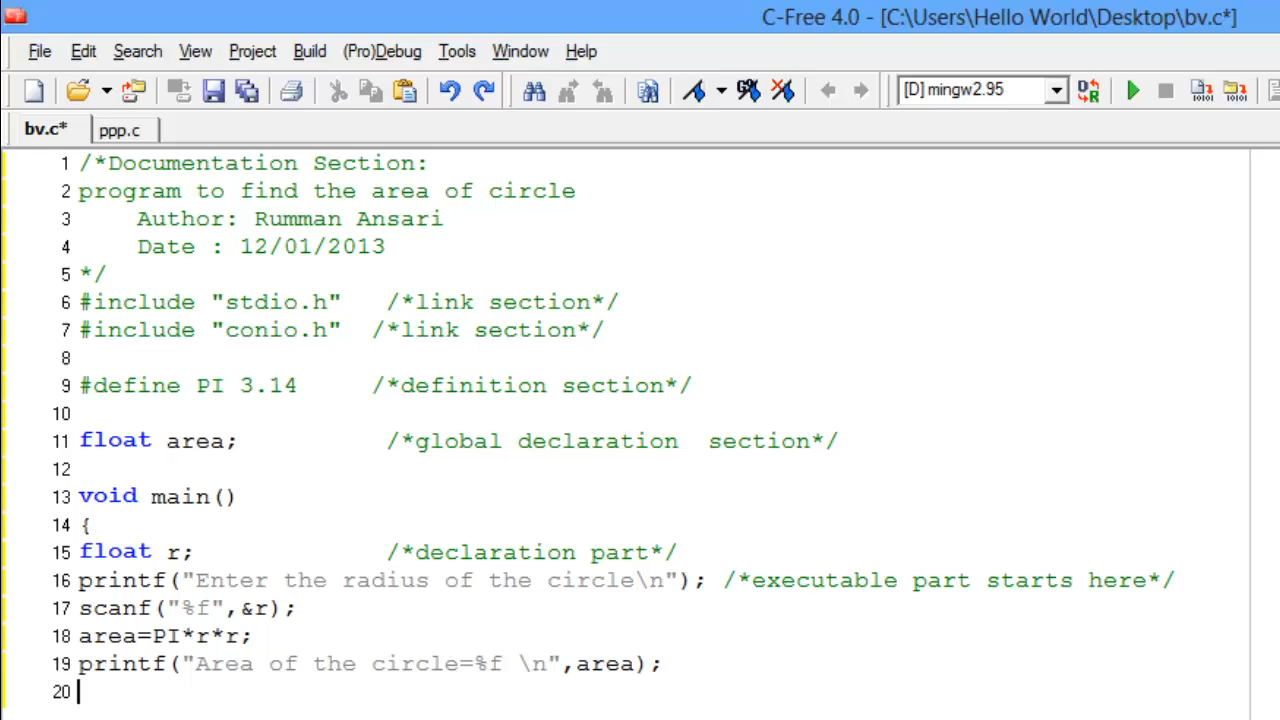 C-Free 4.0 - [C:\Users\Hello World\Desktop\bv.c*]
File Edit Search View Project Build (Pro)Debug Tools Window Help
[D] mingw2.95
bv.c* ppp.c
1 /*Documentation Section:
2 program to find the area of circle
3 Author: Rumman Ansari
4 Date : 12/01/2013
5 */
6 #include "stdio.h" /*link section*/
7 #include "conio.h" /*link section*/
8
9 #define PI 3.14 /*definition section*/
10
11 float area; /*global declaration section*/
12
13 void main()
14 {
15 float r; /*declaration part*/
16 printf("Enter the radius of the circle\n"); /*executable part starts here*/
17 scanf("%f",&r);
18 area=PI*r*r;
19 printf("Area of the circle=%f \n",area);
20